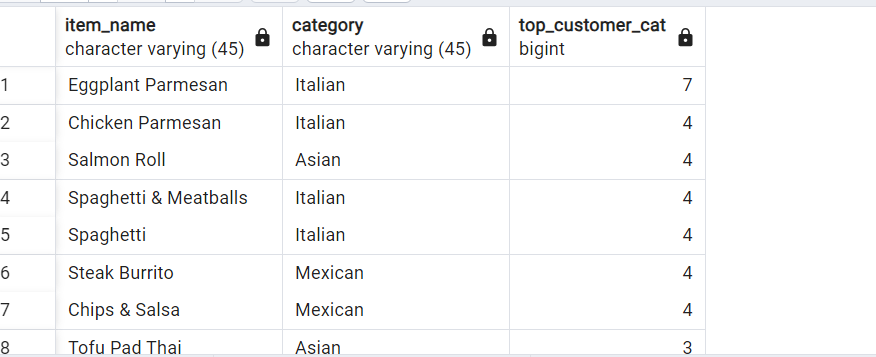 item_name category top_customer_cat
character varying (45) character varying (45) bigint
1 Eggplant Parmesan Italian 7
2 Chicken Parmesan Italian 4
3 Salmon Roll Asian 4
4 Spaghetti & Meatballs Italian 4
5 Spaghetti Italian 4
6 Steak Burrito Mexican 4
7 Chips & Salsa Mexican 4
8 Tofu Pad Thai Asian 3